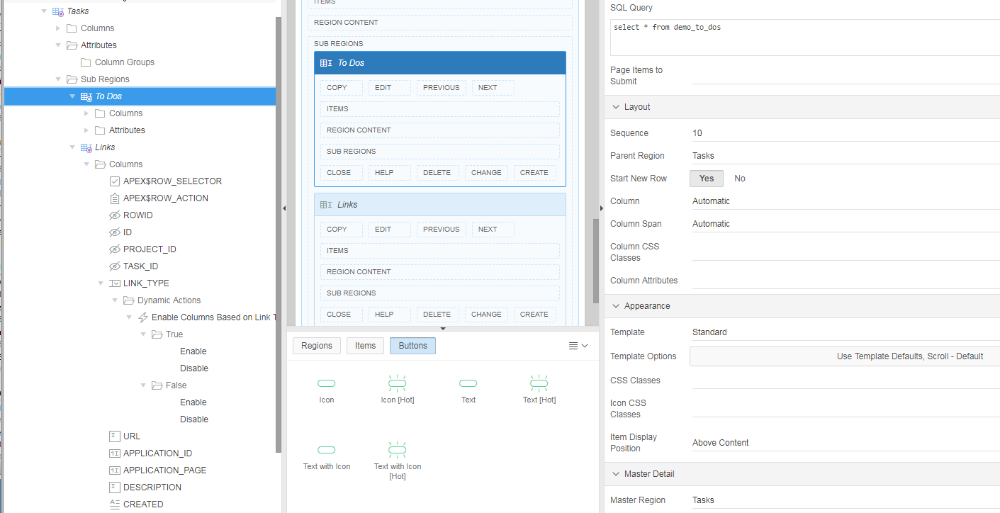 Tasks
Columns
Attributes
Column Groups
Sub Regions
To Dos
Columns
Attributes
Links
Columns
APEX$ROW_SELECTOR
APEX$ROW_ACTION
ROWID
ID
PROJECT_ID
TASK_ID
LINK_TYPE
Dynamic Actions
Enable Columns Based on Link T
True
Enable
Disable
False
Enable
Disable
URL
APPLICATION_ID
APPLICATION_PAGE
DESCRIPTION
CREATED
ITEMS
REGION CONTENT
SUB REGIONS
To Dos
COPY EDIT PREVIOUS NEXT
ITEMS
REGION CONTENT
SUB REGIONS
CLOSE HELP DELETE CHANGE CREATE
Links
COPY EDIT PREVIOUS NEXT
ITEMS
REGION CONTENT
SUB REGIONS
CLOSE HELP DELETE CHANGE CREATE
Regions Items Buttons
Icon Icon [Hot] Text Text [Hot]
Text with Icon Text with Icon
[Hot]
SQL Query
select * from demo_to_dos
Page Items to
Submit
Layout
Sequence 10
Parent Region Tasks
Start New Row Yes No
Column Automatic
Column Span Automatic
Column CSS
Classes
Column Attributes
Appearance
Template Standard
Template Options Use Template Defaults, Scroll - Default
CSS Classes
Icon CSS
Classes
Item Display
Position Above Content
Master Detail
Master Region Tasks